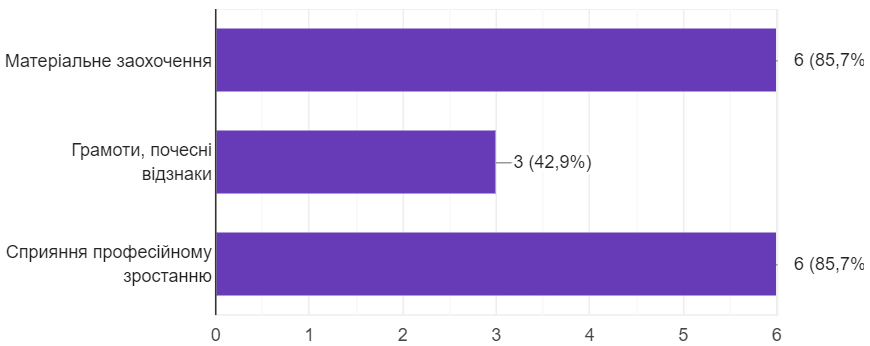 Матеріальне заохочення
6 (85,7%
Грамоти, почесні
відзнаки
3 (42,9%)
Сприяння професійному
зростанню
6 (85,7%
0 1 2 3 4 5 6